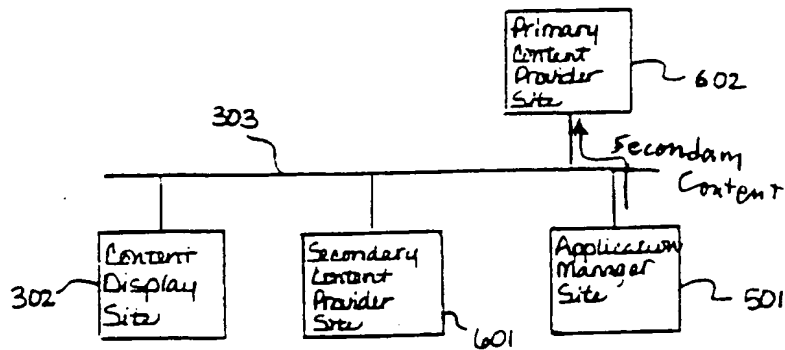 Primary
Content
Provider
Site
602
303
Secondary
Content
Content
Display
Site
302
Secondary
Content
Provider
Site
601
Application
Manager
Site
501